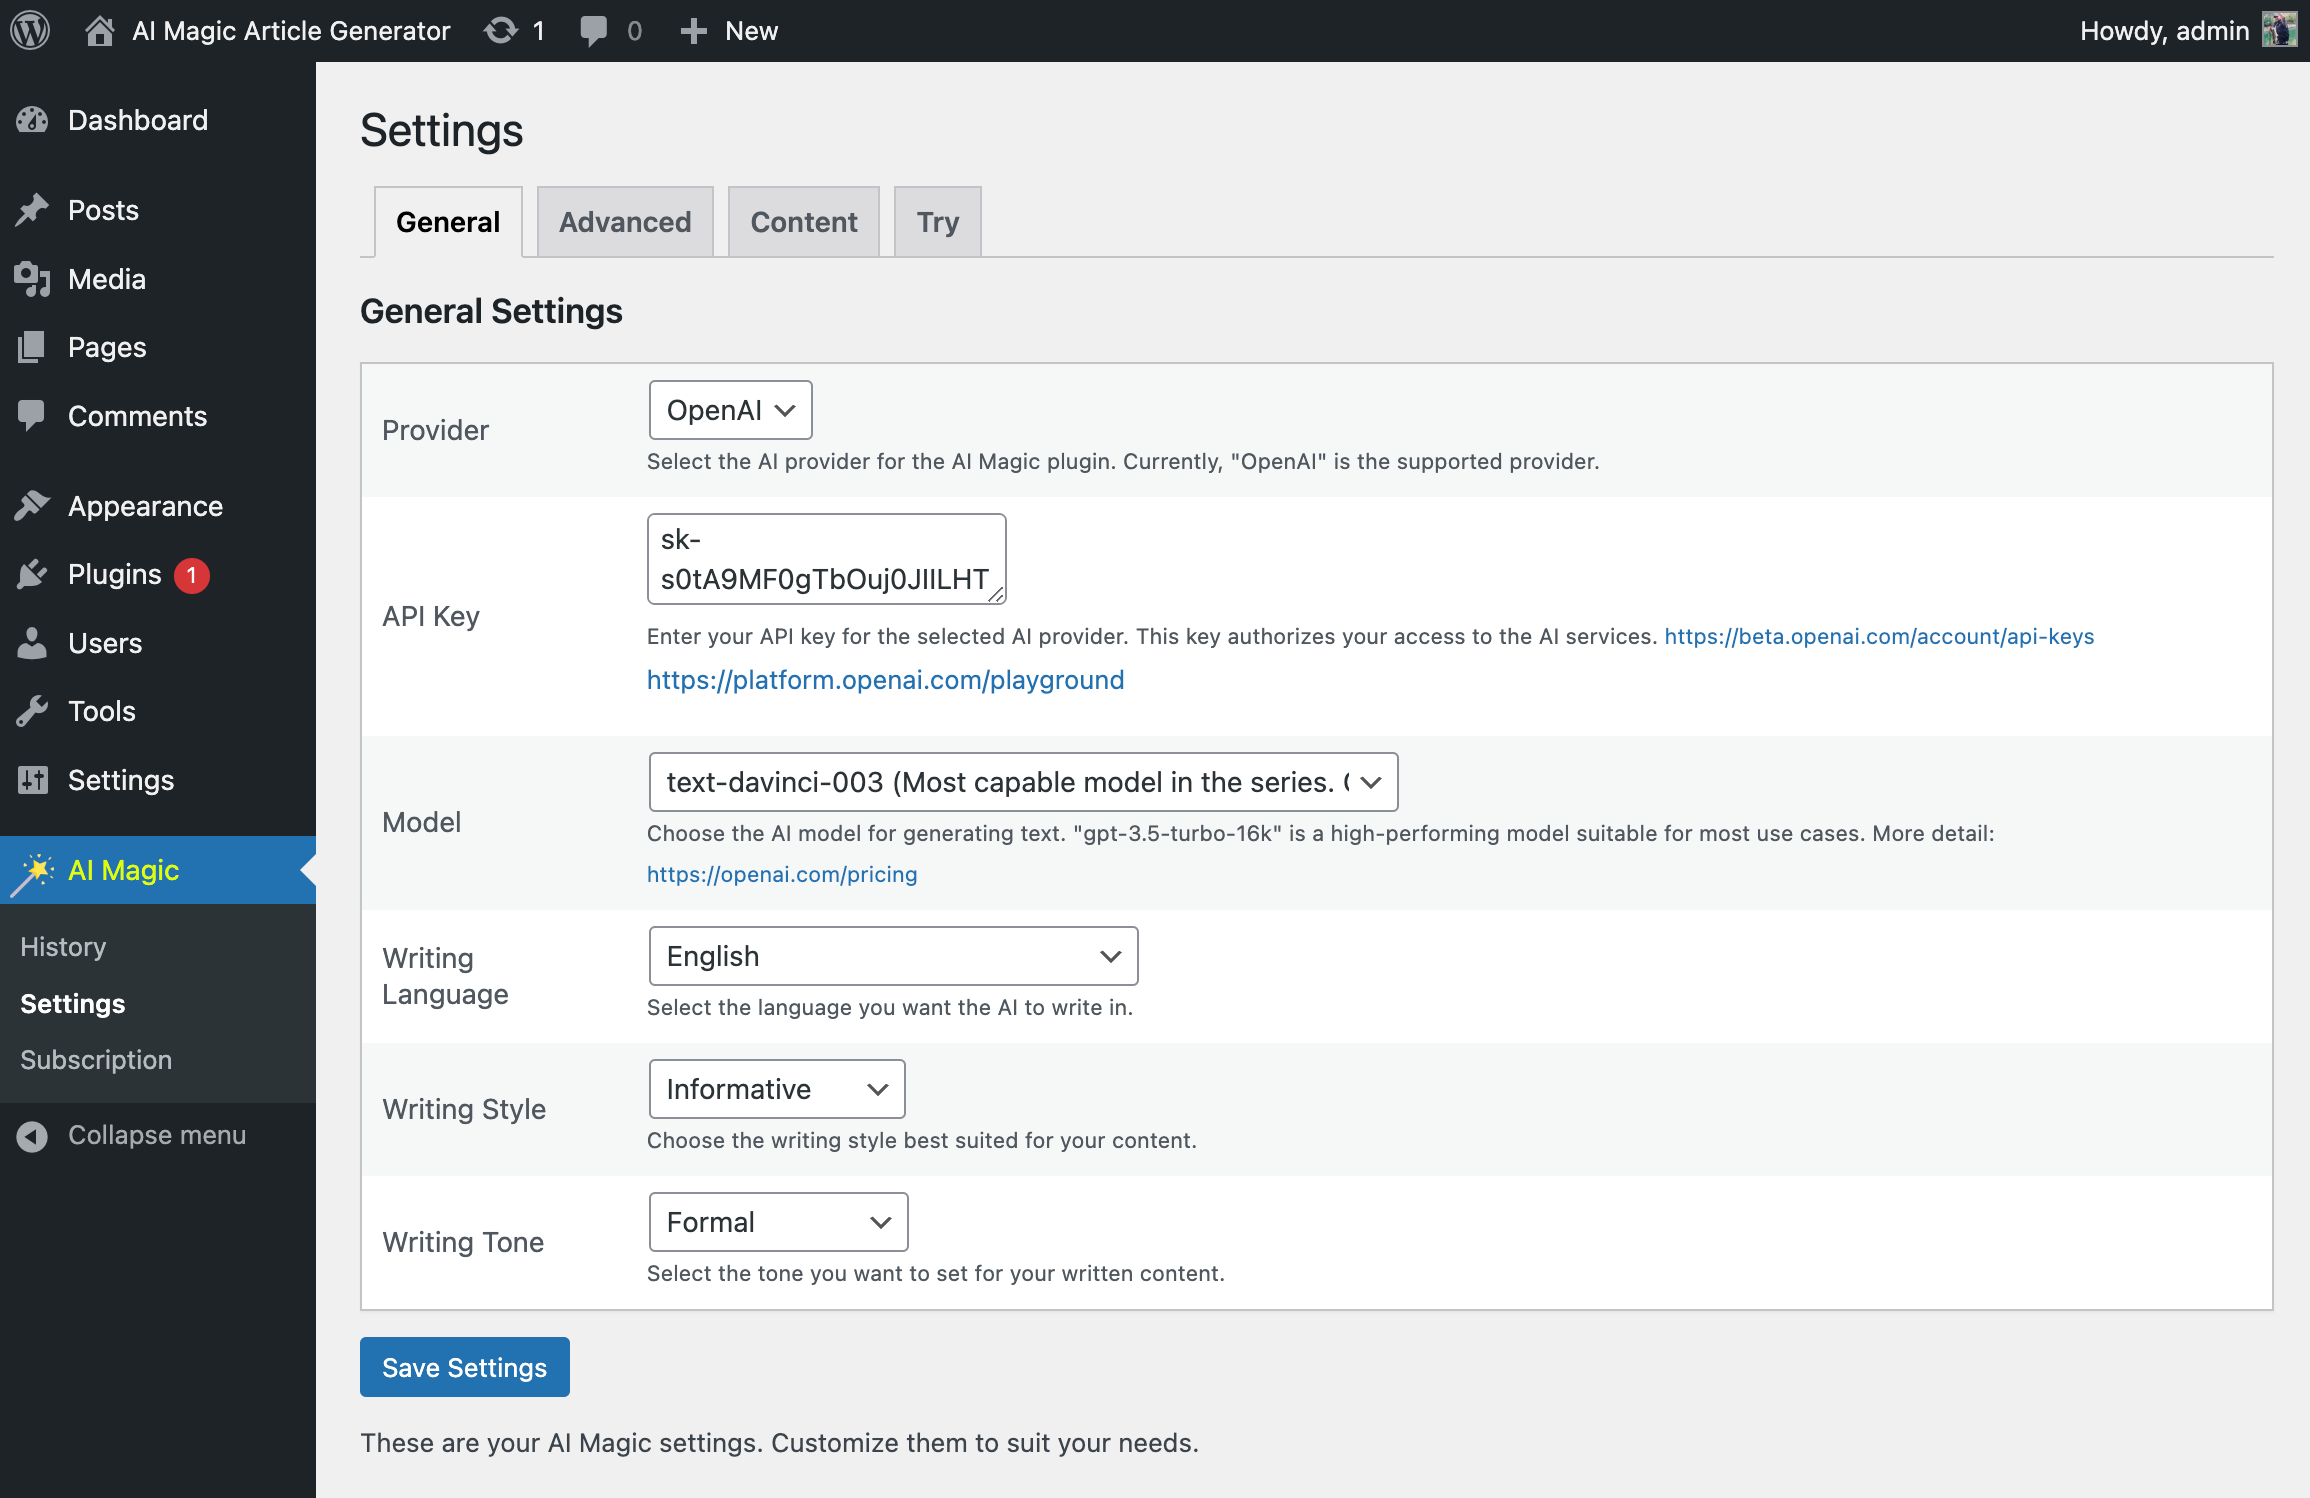 AI Magic Article Generator 1 0 New Howdy, admin
Dashboard
Posts
Media
Pages
Comments
Appearance
Plugins 1
Users
Tools
Settings
AI Magic
History
Settings
Subscription
Collapse menu
Settings
General Advanced Content Try
General Settings
Provider
OpenAI
Select the AI provider for the AI Magic plugin. Currently, "OpenAI" is the supported provider.
API Key
sk-
s0tA9MF0gTbOuj0JIILHT
Enter your API key for the selected AI provider. This key authorizes your access to the AI services. https://beta.openai.com/account/api-keys
https://platform.openai.com/playground
Model
text-davinci-003 (Most capable model in the series.
Choose the AI model for generating text. "gpt-3.5-turbo-16k" is a high-performing model suitable for most use cases. More detail:
https://openai.com/pricing
Writing
Language
English
Select the language you want the AI to write in.
Writing Style
Informative
Choose the writing style best suited for your content.
Writing Tone
Formal
Select the tone you want to set for your written content.
Save Settings
These are your AI Magic settings. Customize them to suit your needs.